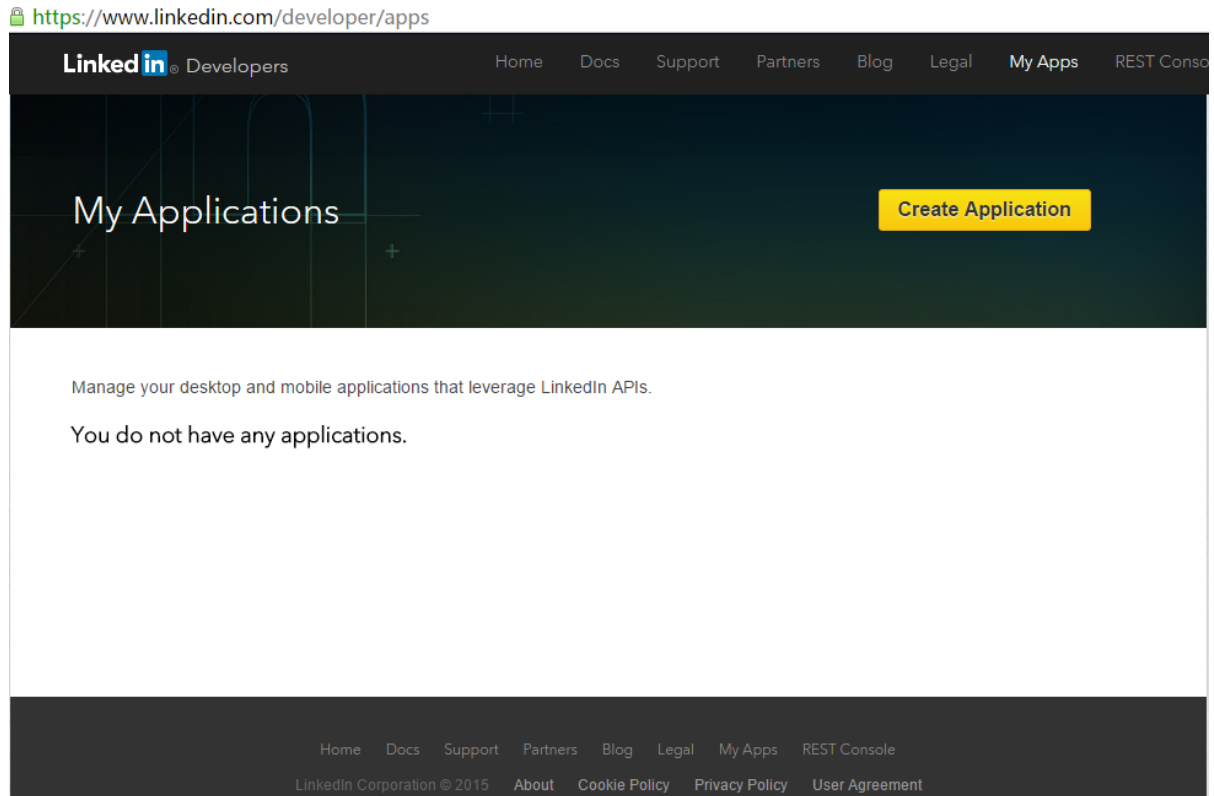 https://www.linkedin.com/developer/apps
Linked in ® Developers Home Docs Support Partners Blog Legal My Apps REST Conso
My Applications
Create Application
Manage your desktop and mobile applications that leverage LinkedIn APIs.
You do not have any applications.
Home Docs Support Partners Blog Legal My Apps REST Console
LinkedIn Corporation © 2015 About Cookie Policy Privacy Policy User Agreement